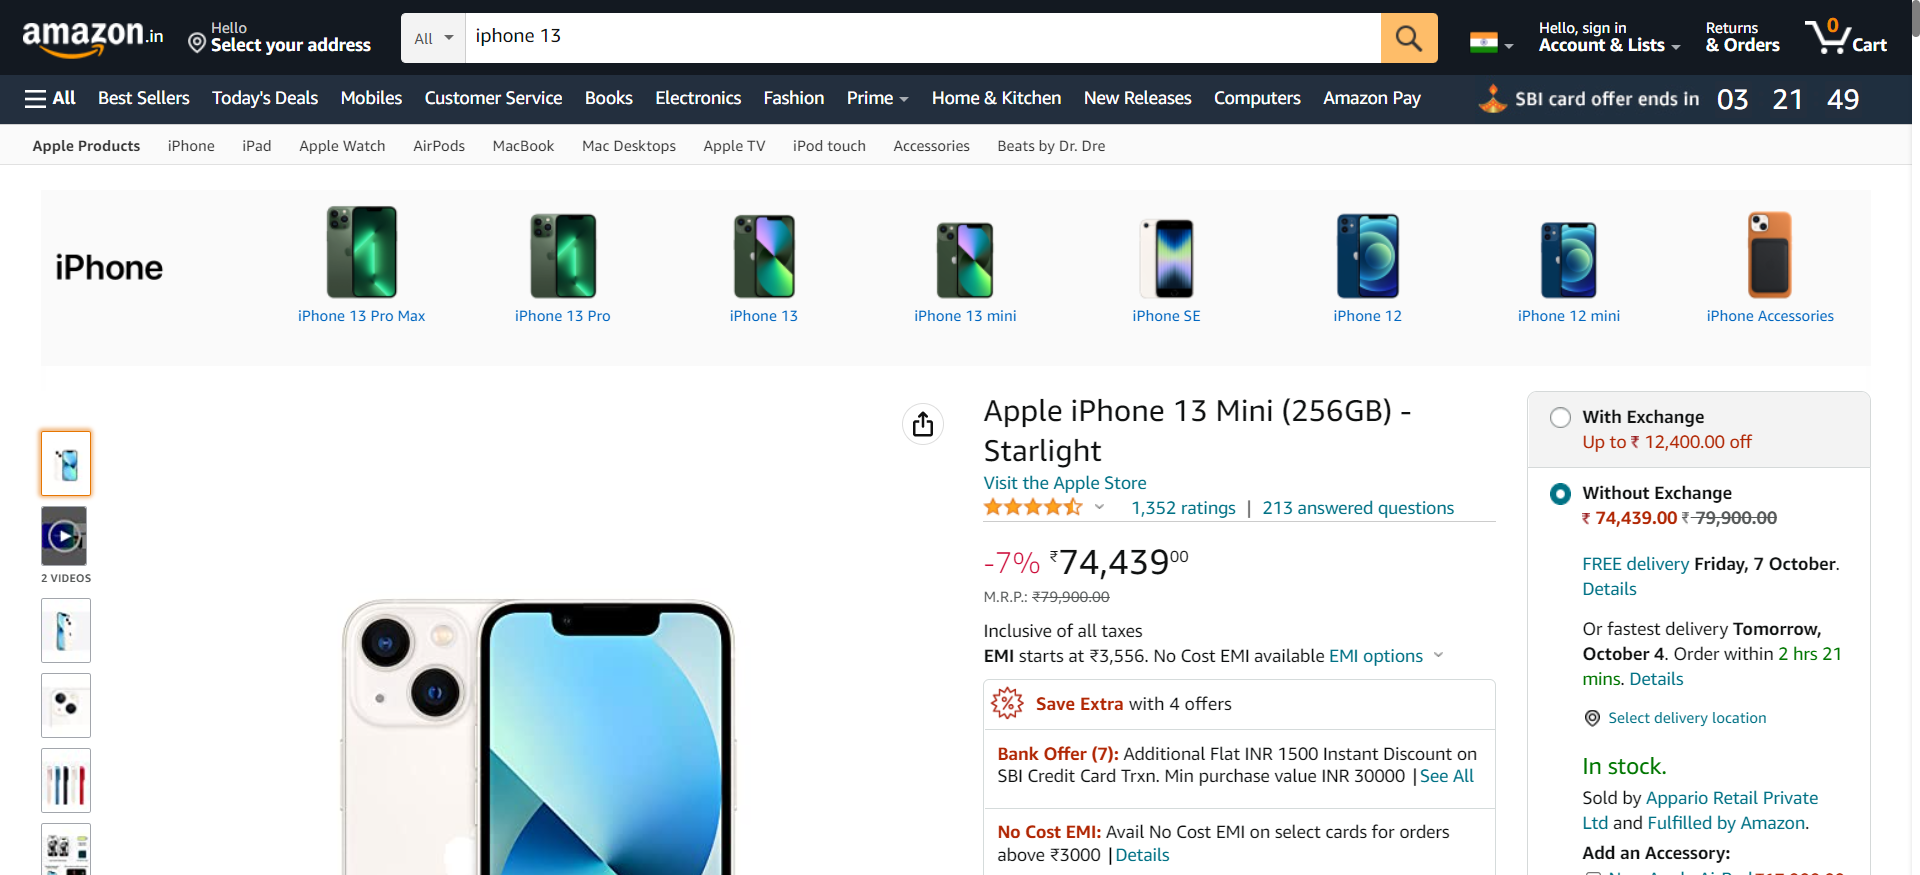 amazon.in
Hello
Select your address
All
iphone 13
Hello, sign in
Account & Lists
Returns
& Orders
0
Cart
All
Best Sellers
Today's Deals
Mobiles
Customer Service
Books
Electronics
Fashion
Prime
Home & Kitchen
New Releases
Computers
Amazon Pay
SBI card offer ends in 03 21 49
Apple Products
iPhone
iPad
Apple Watch
AirPods
MacBook
Mac Desktops
Apple TV
iPod touch
Accessories
Beats by Dr. Dre
iPhone
iPhone 13 Pro Max
iPhone 13 Pro
iPhone 13
iPhone 13 mini
iPhone SE
iPhone 12
iPhone 12 mini
iPhone Accessories
2 VIDEOS
Apple iPhone 13 Mini (256GB) -
Starlight
Visit the Apple Store
1,352 ratings | 213 answered questions
-7% ₹74,43900
M.R.P.: ₹79,900.00
Inclusive of all taxes
EMI starts at ₹3,556. No Cost EMI available EMI options
Save Extra with 4 offers
Bank Offer (7): Additional Flat INR 1500 Instant Discount on
SBI Credit Card Trxn. Min purchase value INR 30000 | See All
No Cost EMI: Avail No Cost EMI on select cards for orders
above ₹3000 | Details
With Exchange
Up to ₹ 12,400.00 off
Without Exchange
₹ 74,439.00 ₹ 79,900.00
FREE delivery Friday, 7 October.
Details
Or fastest delivery Tomorrow,
October 4. Order within 2 hrs 21
mins. Details
Select delivery location
In stock.
Sold by Appario Retail Private
Ltd and Fulfilled by Amazon.
Add an Accessory: